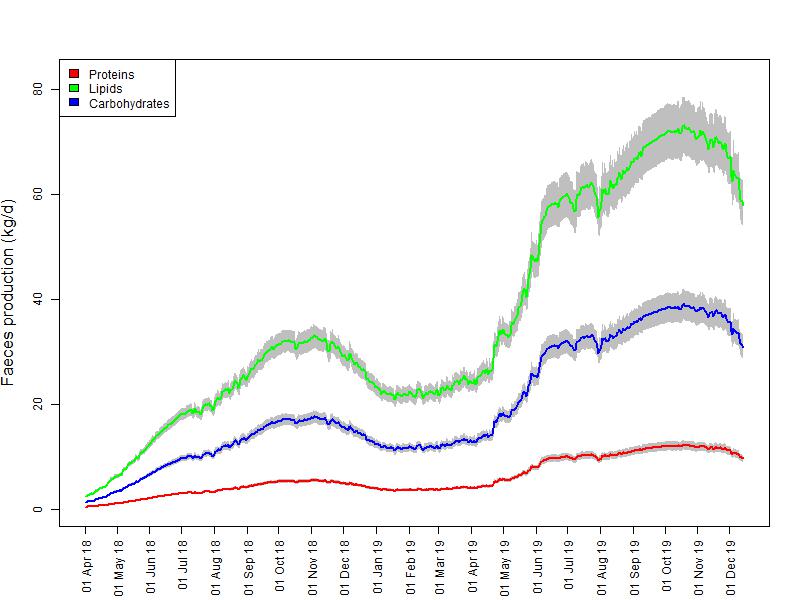 Proteins
Lipids
Carbohydrates
Faeces production (kg/d)
80
60
40
20
0
01 Apr 18
01 May 18
01 Jun 18
01 Jul 18
01 Aug 18
01 Sep 18
01 Oct 18
01 Nov 18
01 Dec 18
01 Jan 19
01 Feb 19
01 Mar 19
01 Apr 19
01 May 19
01 Jun 19
01 Jul 19
01 Aug 19
01 Sep 19
01 Oct 19
01 Nov 19
01 Dec 19